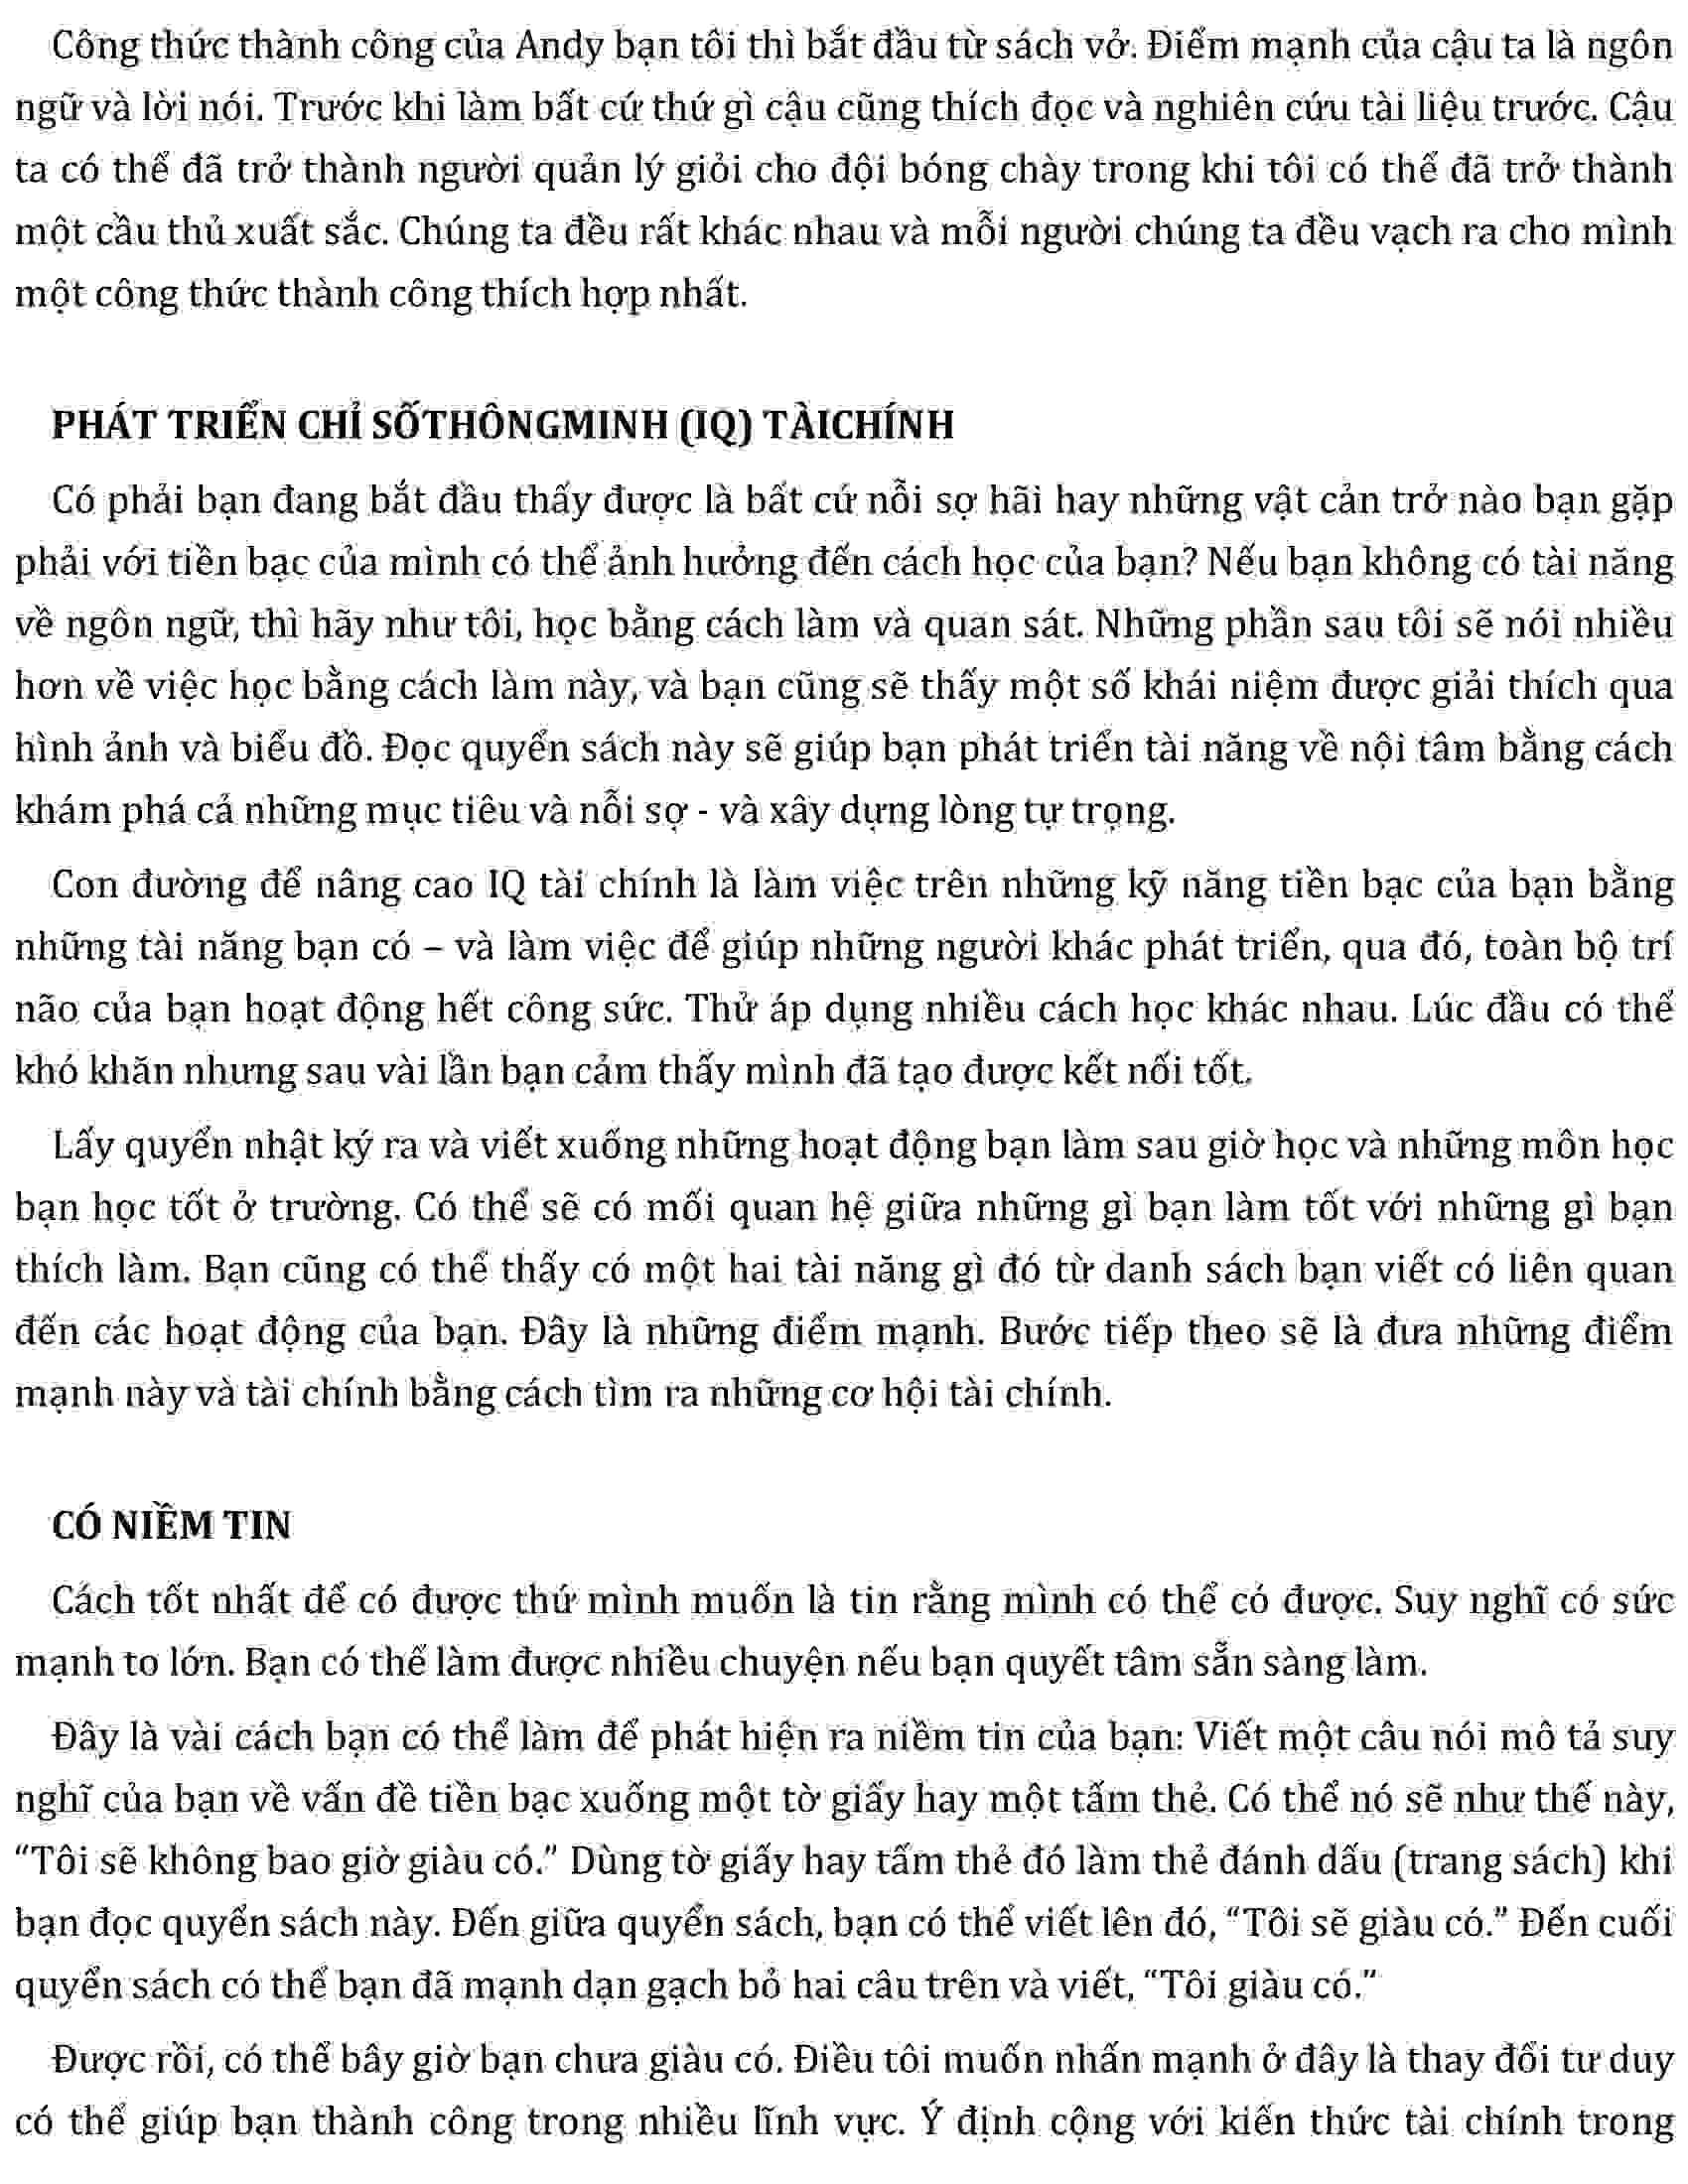 Công thức thành công của Andy bạn tôi thì bắt đầu từ sách vở. Điểm mạnh của cậu ta là ngôn
ngữ và lời nói. Trước khi làm bất cứ thứ gì cậu cũng thích đọc và nghiên cứu tài liệu trước. Cậu
ta có thể đã trở thành người quản lý giỏi cho đội bóng chày trong khi tôi có thể đã trở thành
một cầu thủ xuất sắc. Chúng ta đều rất khác nhau và mỗi người chúng ta đều vạch ra cho mình
một công thức thành công thích hợp nhất.
PHÁT TRIỂN CHỈ SỐTHÔNGMINH (IQ) TÀICHÍNH
Có phải bạn đang bắt đầu thấy được là bất cứ nỗi sợ hãi hay những vật cản trở nào bạn gặp
phải với tiền bạc của mình có thể ảnh hưởng đến cách học của bạn? Nếu bạn không có tài năng
về ngôn ngữ, thì hãy như tôi, học bằng cách làm và quan sát. Những phần sau tôi sẽ nói nhiều
hơn về việc học bằng cách làm này, và bạn cũng sẽ thấy một số khái niệm được giải thích qua
hình ảnh và biểu đồ. Đọc quyển sách này sẽ giúp bạn phát triển tài năng về nội tâm bằng cách
khám phá cả những mục tiêu và nỗi sợ - và xây dựng lòng tự trọng.
Con đường để nâng cao IQ tài chính là làm việc trên những kỹ năng tiền bạc của bạn bằng
những tài năng bạn có – và làm việc để giúp những người khác phát triển, qua đó, toàn bộ trí
não của bạn hoạt động hết công sức. Thử áp dụng nhiều cách học khác nhau. Lúc đầu có thể
khó khăn nhưng sau vài lần bạn cảm thấy mình đã tạo được kết nối tốt.
Lấy quyển nhật ký ra và viết xuống những hoạt động bạn làm sau giờ học và những môn học
bạn học tốt ở trường. Có thể sẽ có mối quan hệ giữa những gì bạn làm tốt với những gì bạn
thích làm. Bạn cũng có thể thấy có một hai tài năng gì đó từ danh sách bạn viết có liên quan
đến các hoạt động của bạn. Đây là những điểm mạnh. Bước tiếp theo sẽ là đưa những điểm
mạnh này và tài chính bằng cách tìm ra những cơ hội tài chính.
CÓ NIỀM TIN
Cách tốt nhất để có được thứ mình muốn là tin rằng mình có thể có được. Suy nghĩ có sức
mạnh to lớn. Bạn có thể làm được nhiều chuyện nếu bạn quyết tâm sẵn sàng làm.
Đây là vài cách bạn có thể làm để phát hiện ra niềm tin của bạn: Viết một câu nói mô tả suy
nghĩ của bạn về vấn đề tiền bạc xuống một tờ giấy hay một tấm thẻ. Có thể nó sẽ như thế này,
“Tôi sẽ không bao giờ giàu có.” Dùng tờ giấy hay tấm thẻ đó làm thẻ đánh dấu (trang sách) khi
bạn đọc quyển sách này. Đến giữa quyển sách, bạn có thể viết lên đó, “Tôi sẽ giàu có.” Đến cuối
quyển sách có thể bạn đã mạnh dạn gạch bỏ hai câu trên và viết, “Tôi giàu có.”
Được rồi, có thể bây giờ bạn chưa giàu có. Điều tôi muốn nhấn mạnh ở đây là thay đổi tư duy
có thể giúp bạn thành công trong nhiều lĩnh vực. Ý định cộng với kiến thức tài chính trong